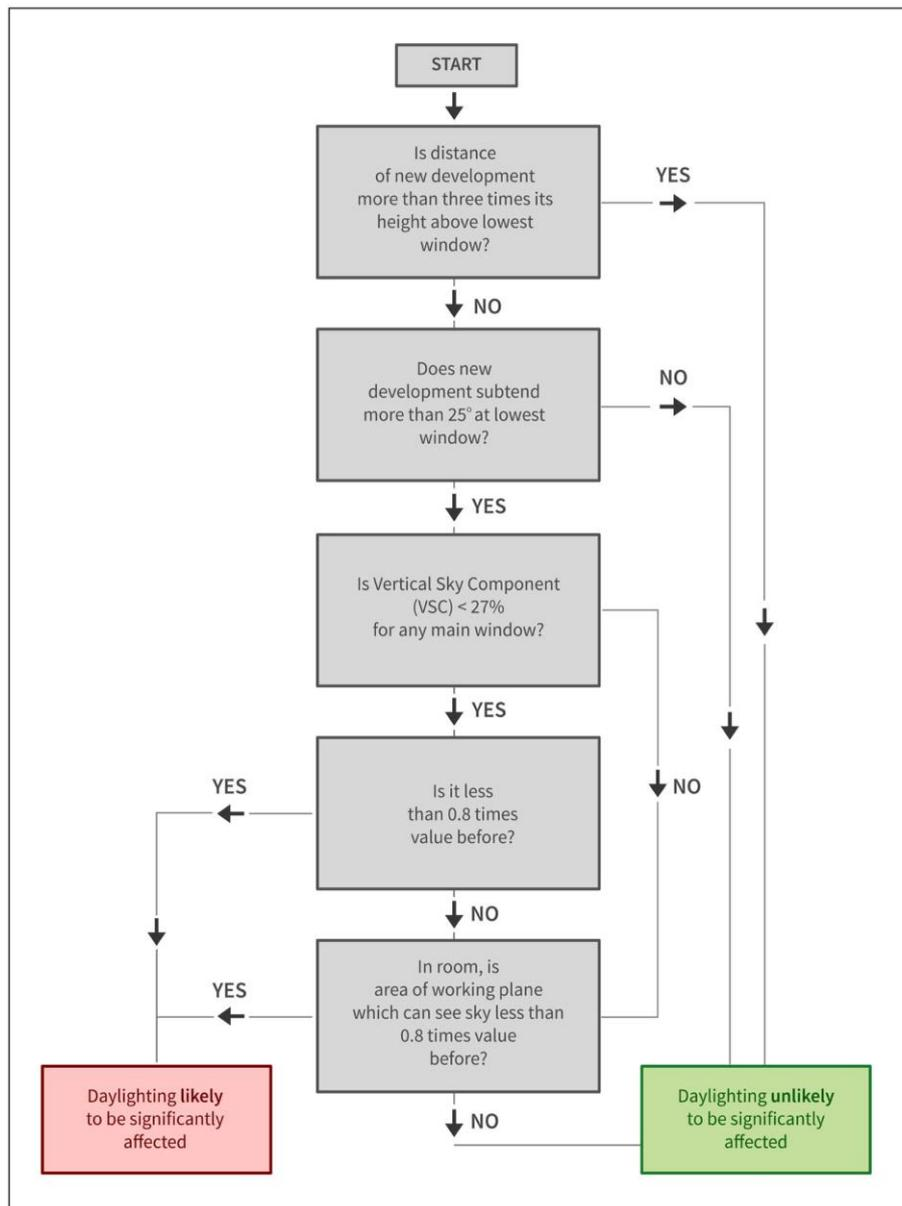 START
Is distance
of new development
more than three times its
height above lowest
window?
YES
NO
Does new
development subtend
more than 25° at lowest
window?
NO
YES
Is Vertical Sky Component
(VSC) < 27%
for any main window?
YES
NO
Is it less
than 0.8 times
value before?
YES
NO
In room, is
area of working plane
which can see sky less than
0.8 times value
before?
YES
NO
Daylighting likely
to be significantly
affected
Daylighting unlikely
to be significantly
affected